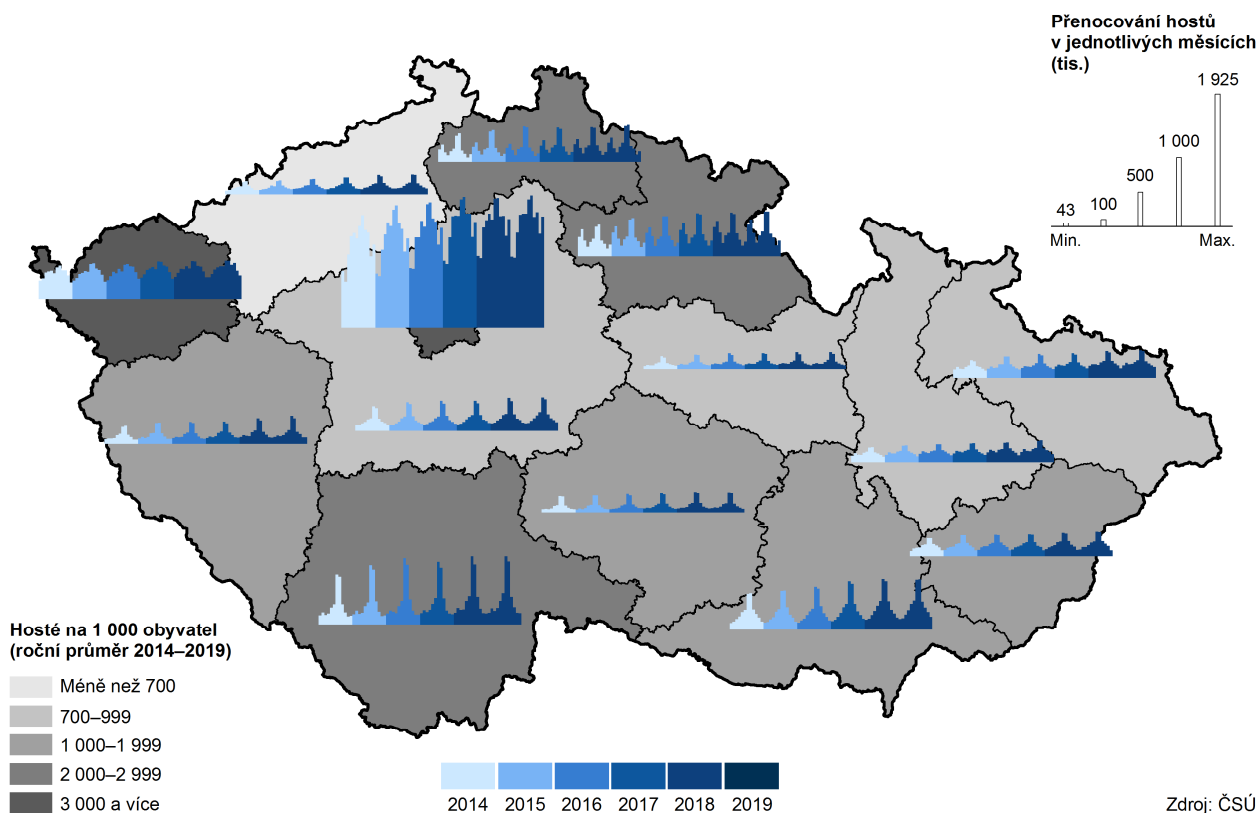 Přenocování hostů
v jednotlivých měsících
(tis.)
1 925
1 000
500
100
43
Min.
Max.
Hosté na 1 000 obyvatel
(roční průměr 2014–2019)
Méně než 700
700–999
1 000–1 999
2 000–2 999
3 000 a více
2014
2015
2016
2017
2018
2019
Zdroj: ČSÚ